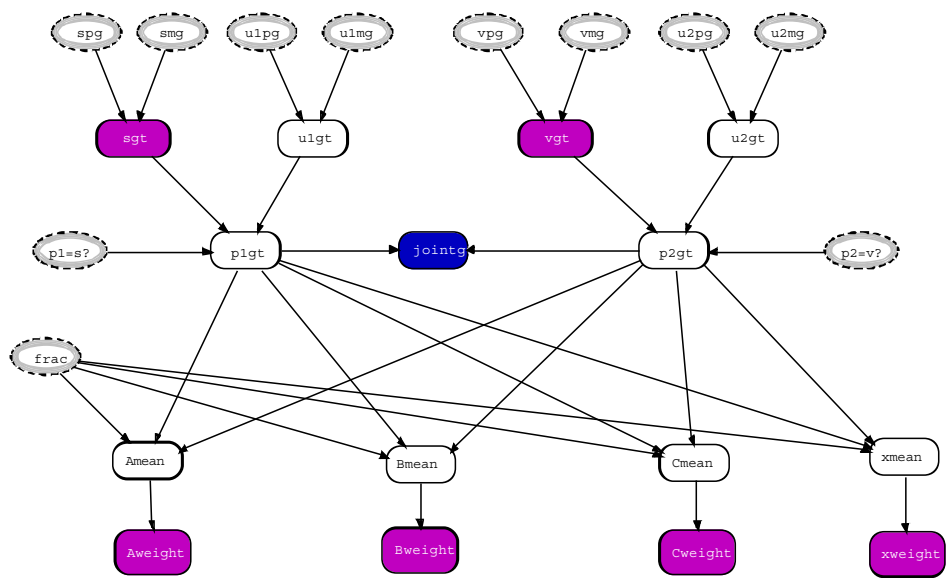 spg smg u1pg u1mg vpg vmg u2pg u2mg
sgt u1gt vgt u2gt
p1=s? p1gt jointg p2gt p2=v?
frac
Amean Bmean Cmean xmean
Aweight Bweight Cweight xweight